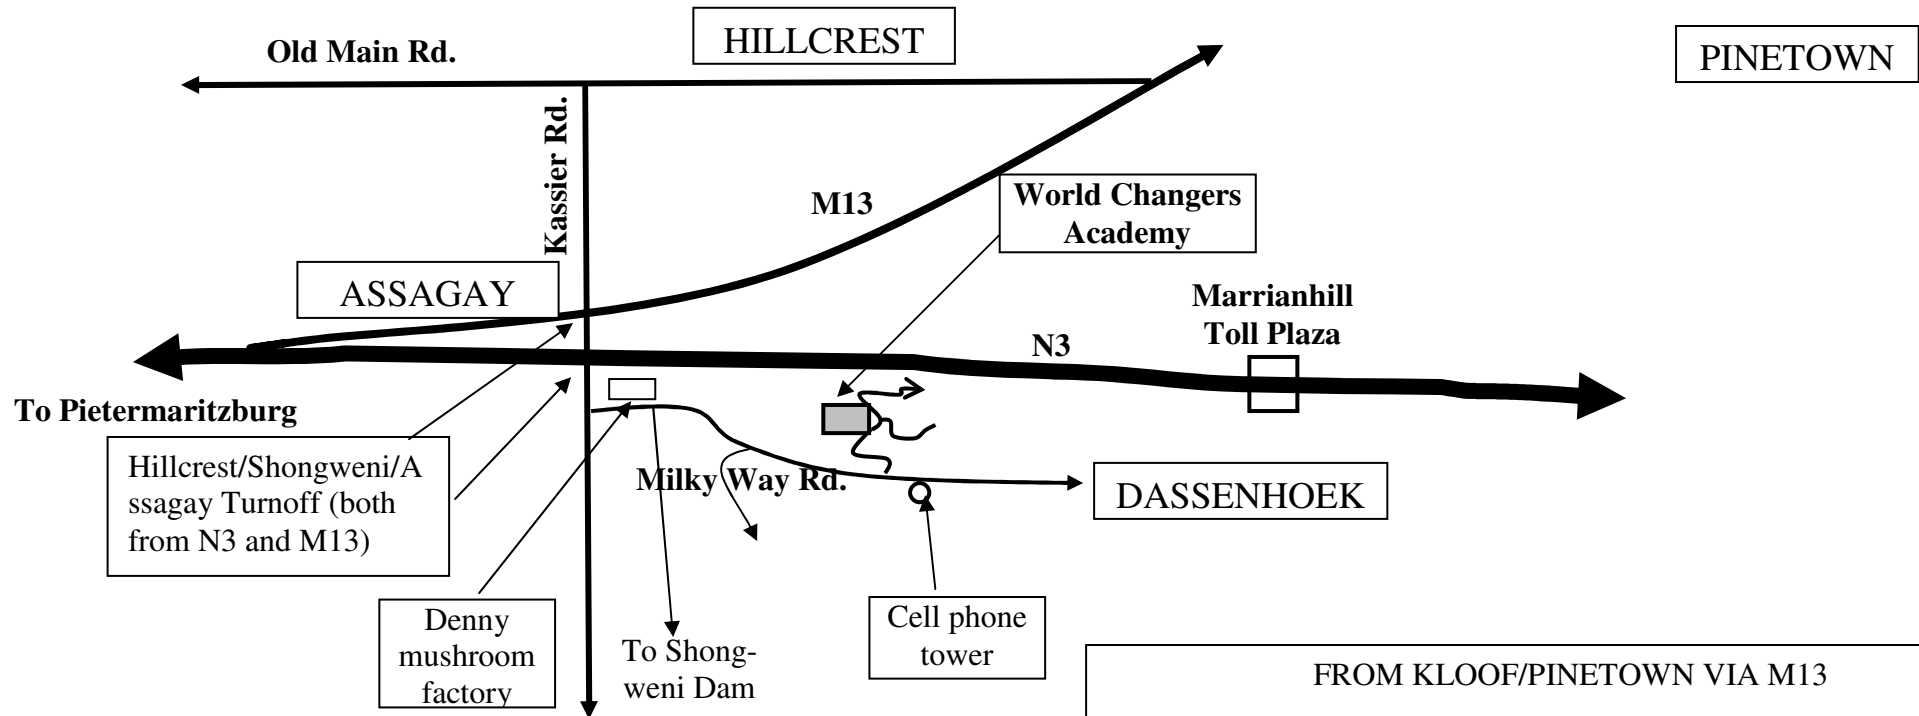 HILLCREST
PINETOWN
Old Main Rd.
Kassier Rd.
M13
World Changers
Academy
ASSAGAY
Marrianhill
Toll Plaza
N3
To Pietermaritzburg
Hillcrest/Shongweni/A
ssagay Turnoff (both
from N3 and M13)
Milky Way Rd.
DASSENHOEK
Denny
mushroom
factory
To Shong-
weni Dam
Cell phone
tower
FROM KLOOF/PINETOWN VIA M13